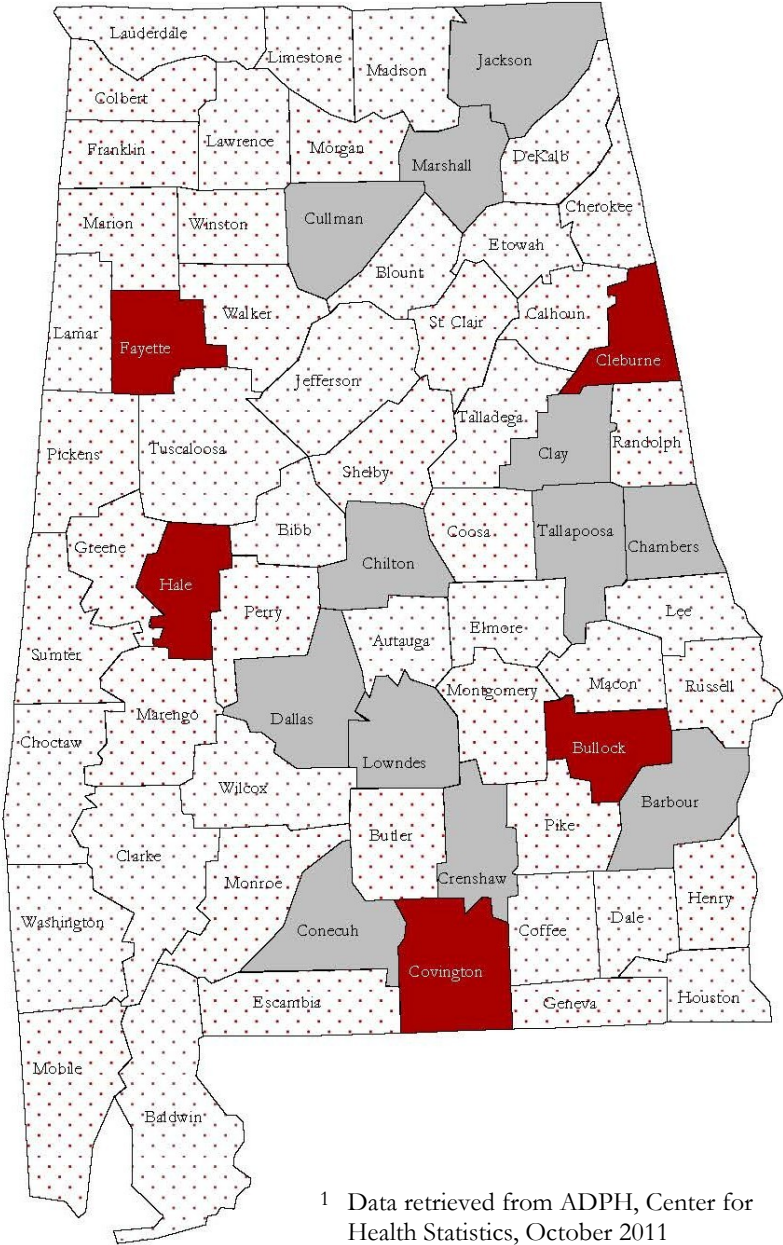 Lauderdale
Limestone
Madison
Jackson
Colbert
Franklin
Lawrence
Morgan
Marshall
DeKalb
Marion
Winston
Cullman
Cherokee
Etowah
Blount
Lamar
Fayette
Walker
St. Clair
Calhoun
Cleburne
Jefferson
Talladega
Randolph
Pickens
Tuscaloosa
Shelby
Clay
Greene
Bibb
Coosa
Tallapoosa
Chambers
Hale
Chilton
Perry
Lee
Sumter
Autauga
Elmore
Macon
Russell
Marengo
Dallas
Montgomery
Choctaw
Lowndes
Bullock
Wilcox
Barbour
Clarke
Butler
Pike
Monroe
Crenshaw
Henry
Washington
Conecuh
Coffee
Dale
Covington
Escambia
Geneva
Houston
Mobile
Baldwin
1 Data retrieved from ADPH, Center for
Health Statistics, October 2011